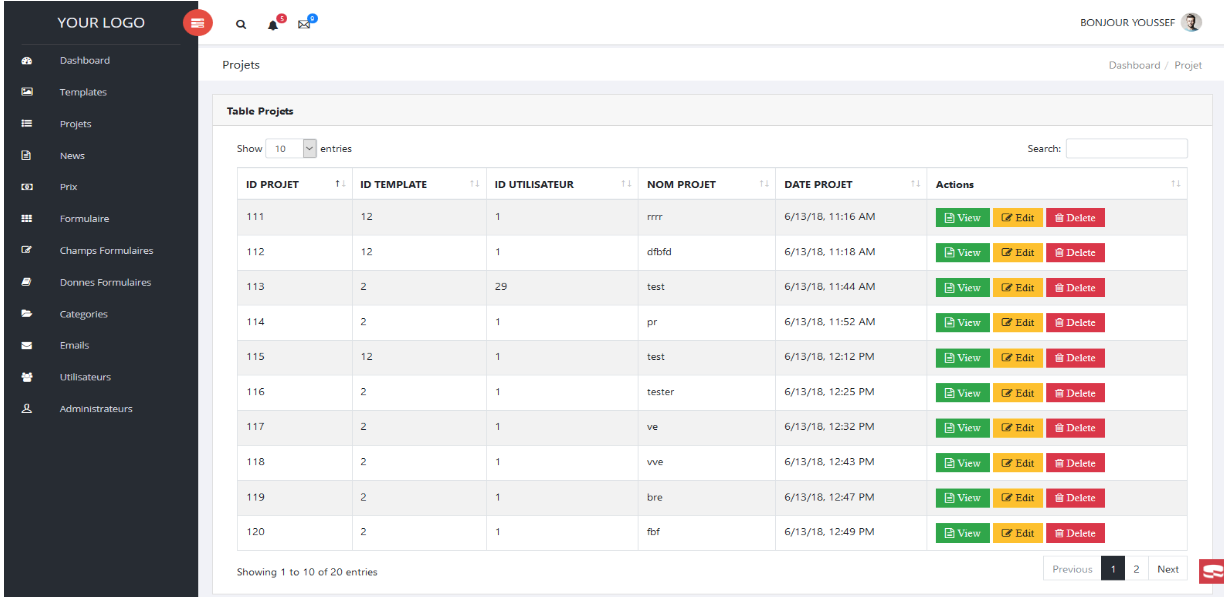 YOUR LOGO
5
9
BONJOUR YOUSSEF
Dashboard
Templates
Projets
News
Prix
Formulaire
Champs Formulaires
Donnes Formulaires
Categories
Emails
Utilisateurs
Administrateurs
Projets
Dashboard / Projet
Table Projets
Show 10 entries
Search:
ID PROJET ID TEMPLATE ID UTILISATEUR NOM PROJET DATE PROJET Actions
111 12 1 rrrr 6/13/18, 11:16 AM View Edit Delete
112 12 1 dfbfd 6/13/18, 11:18 AM View Edit Delete
113 2 29 test 6/13/18, 11:44 AM View Edit Delete
114 2 1 pr 6/13/18, 11:52 AM View Edit Delete
115 12 1 test 6/13/18, 12:12 PM View Edit Delete
116 2 1 tester 6/13/18, 12:25 PM View Edit Delete
117 2 1 ve 6/13/18, 12:32 PM View Edit Delete
118 2 1 vve 6/13/18, 12:43 PM View Edit Delete
119 2 1 bre 6/13/18, 12:47 PM View Edit Delete
120 2 1 fbf 6/13/18, 12:49 PM View Edit Delete
Showing 1 to 10 of 20 entries
Previous 1 2 Next